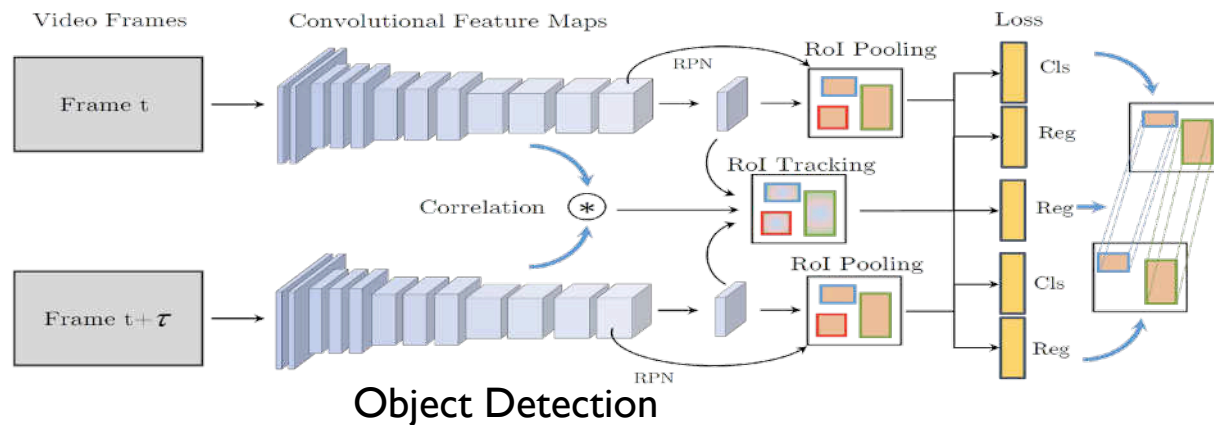 Video Frames
Convolutional Feature Maps
Loss
RoI Pooling
RPN
Cls
Frame t
Reg
RoI Tracking
Correlation
*
Reg
RoI Pooling
Cls
Frame t+τ
Reg
RPN
Object Detection